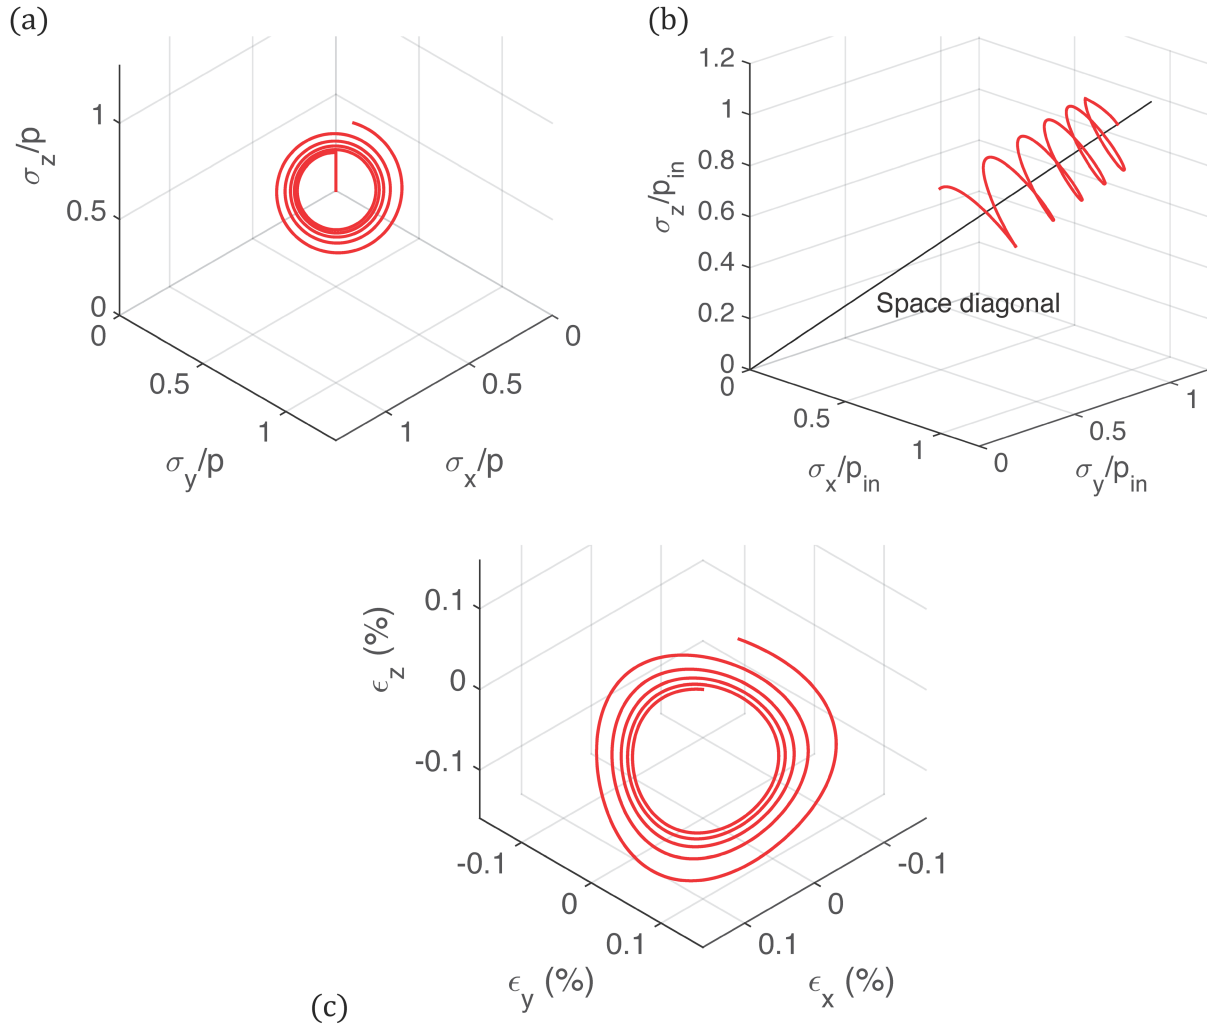 (a)
1
0.5
0
σz/p
0
0.5
1
σy/p
1
0.5
0
σx/p
(b)
1.2
1
0.8
0.6
0.4
0.2
0
σz/pin
Space diagonal
0
0.5
1
σx/pin
0
0.5
1
σy/pin
0.1
0
-0.1
ϵz (%)
-0.1
0
0.1
ϵy (%)
0.1
0
-0.1
ϵx (%)
(c)